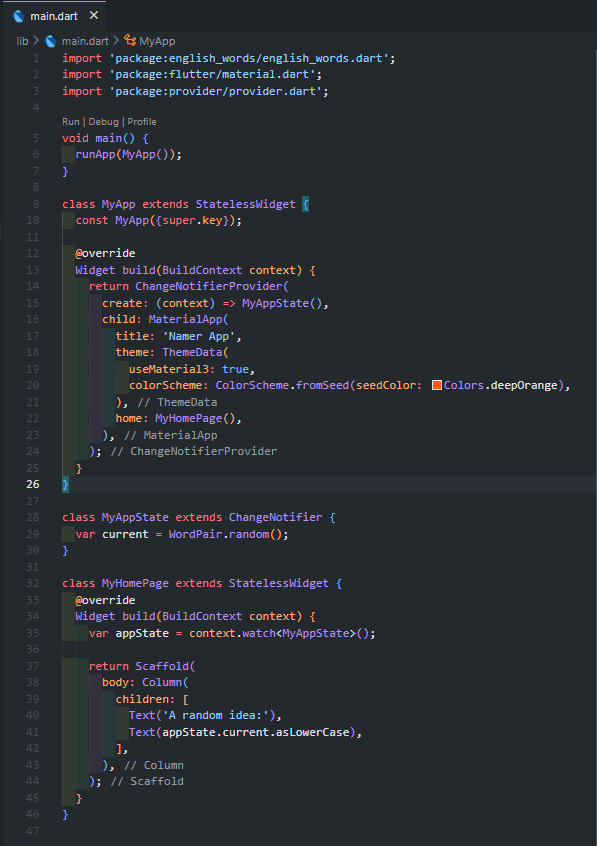 main.dart ×
lib > main.dart > MyApp
1 import 'package:english_words/english_words.dart';
2 import 'package:flutter/material.dart';
3 import 'package:provider/provider.dart';
4
Run | Debug | Profile
5 void main() {
6   runApp(MyApp());
7 }
8
9 class MyApp extends StatelessWidget {
10   const MyApp({super.key});
11
12   @override
13   Widget build(BuildContext context) {
14     return ChangeNotifierProvider(
15       create: (context) => MyAppState(),
16       child: MaterialApp(
17         title: 'Namer App',
18         theme: ThemeData(
19           useMaterial3: true,
20           colorScheme: ColorScheme.fromSeed(seedColor: Colors.deepOrange),
21         ), // ThemeData
22         home: MyHomePage(),
23       ), // MaterialApp
24     ); // ChangeNotifierProvider
25   }
26 }
27
28 class MyAppState extends ChangeNotifier {
29   var current = WordPair.random();
30 }
31
32 class MyHomePage extends StatelessWidget {
33   @override
34   Widget build(BuildContext context) {
35     var appState = context.watch<MyAppState>();
36
37     return Scaffold(
38       body: Column(
39         children: [
40           Text('A random idea:'),
41           Text(appState.current.asLowerCase),
42         ],
43       ), // Column
44     ); // Scaffold
45   }
46 }
47